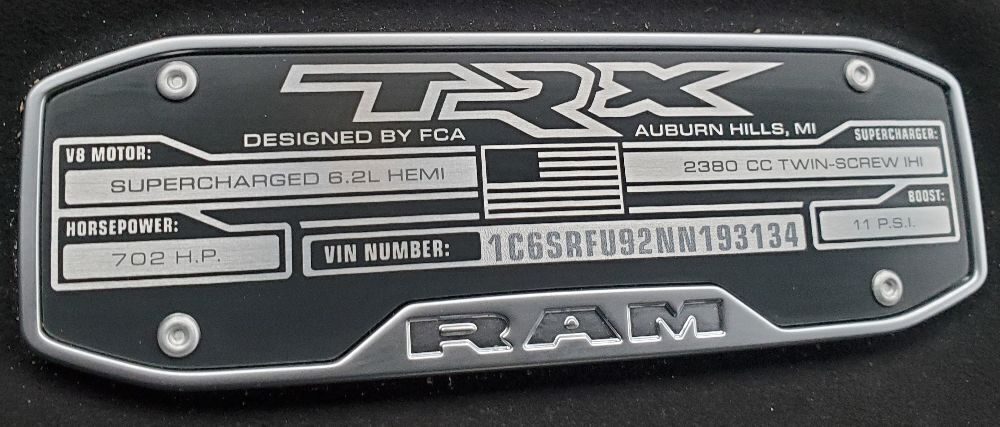 TRX
DESIGNED BY FCA
AUBURN HILLS, MI
V8 MOTOR:
SUPERCHARGED 6.2L HEMI
SUPERCHARGER:
2380 CC TWIN-SCREW IHI
HORSEPOWER:
702 H.P.
VIN NUMBER: 1C6SRFU92NN193134
BOOST:
11 P.S.I.
RAM